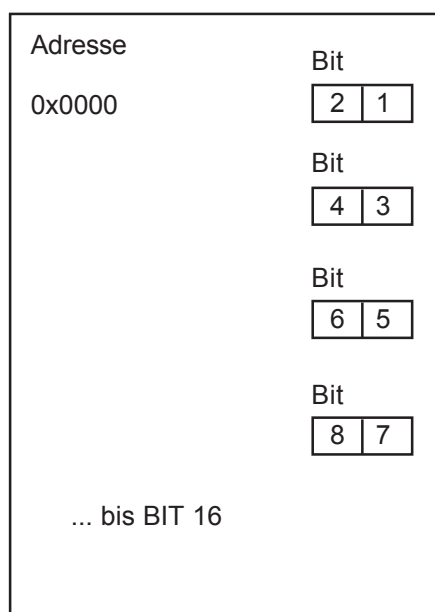 Adresse
Bit
0x0000
2 1
Bit
4 3
Bit
6 5
Bit
8 7
... bis BIT 16